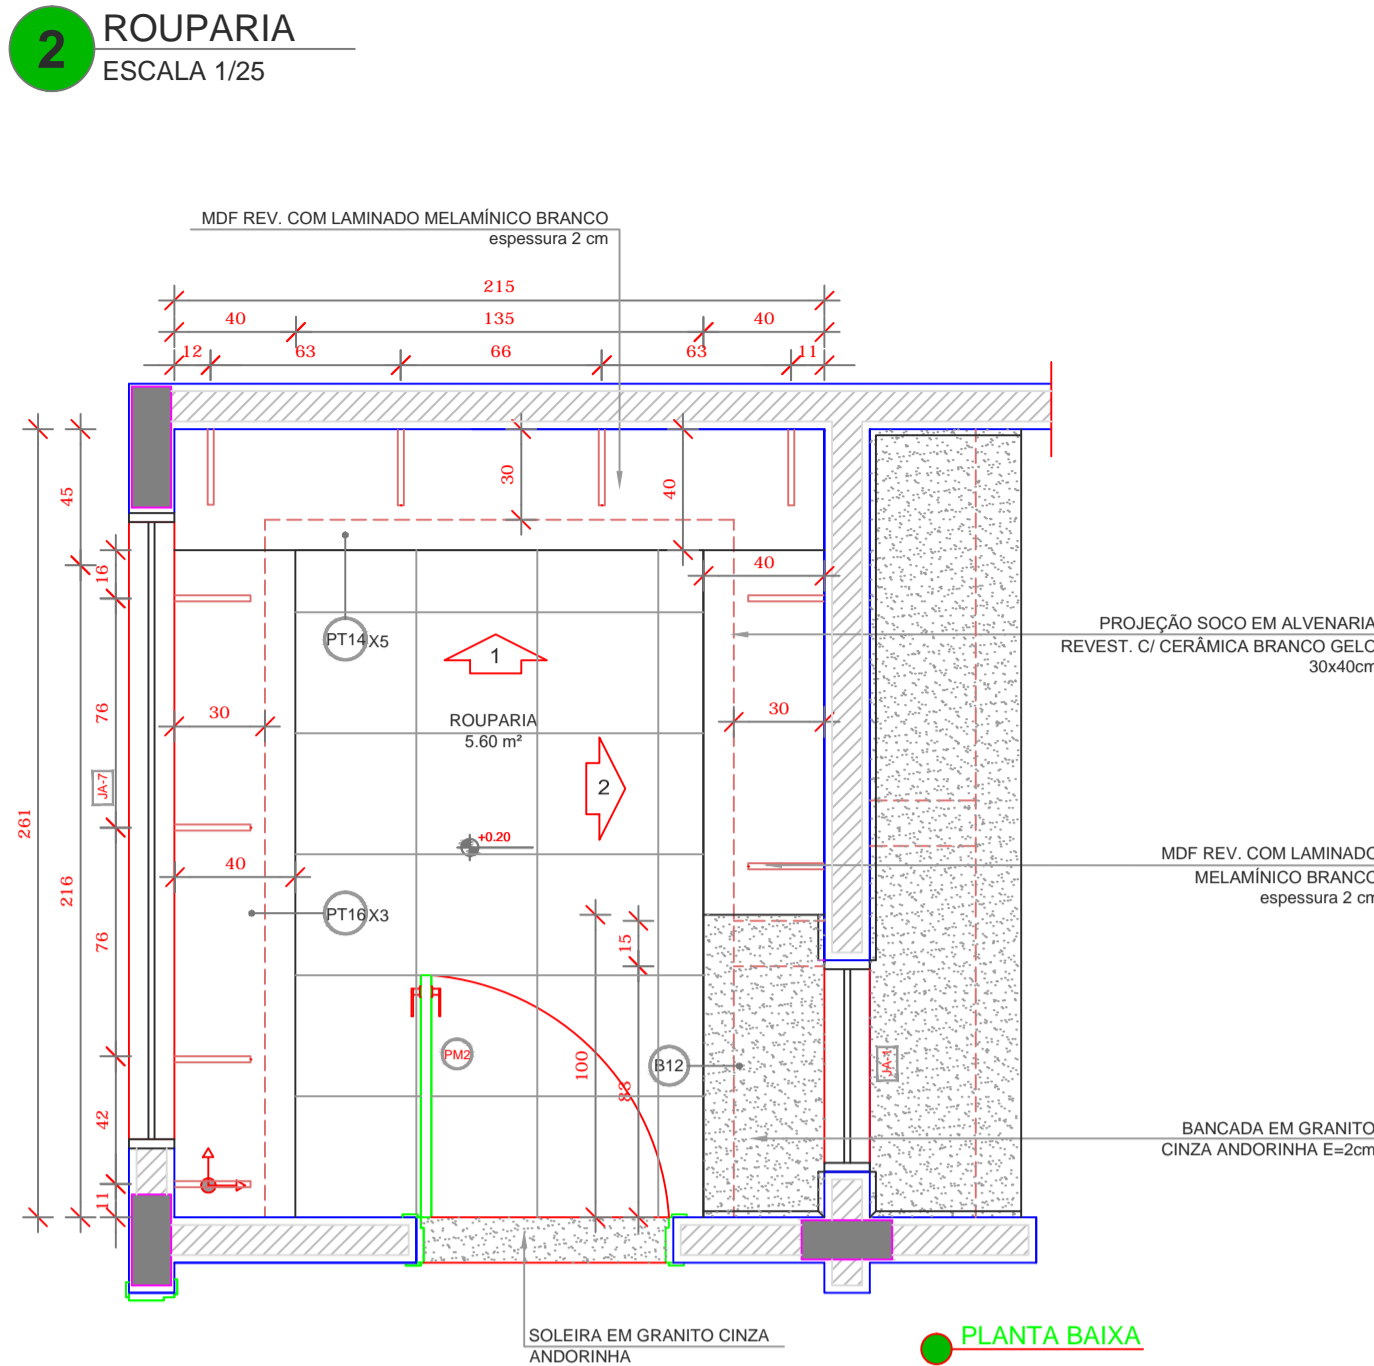 2
ROUPARIA
ESCALA 1/25
MDF REV. COM LAMINADO MELAMÍNICO BRANCO
espessura 2 cm
215
40 135 40
12 63 66 63 11
45
30
40
16
40
PT14 X5
1
PROJEÇÃO SOCO EM ALVENARIA
REVEST. C/ CERÂMICA BRANCO GELO
30x40cm
76
30
30
ROUPARIA
5.60 m²
JA-7
2
261
+0.20
40
MDF REV. COM LAMINADO
MELAMÍNICO BRANCO
espessura 2 cm
216
PT16 X3
76
15
PM2
100
B12
JA-1
83
42
BANCADA EM GRANITO
CINZA ANDORINHA E=2cm
11
SOLEIRA EM GRANITO CINZA
ANDORINHA
PLANTA BAIXA